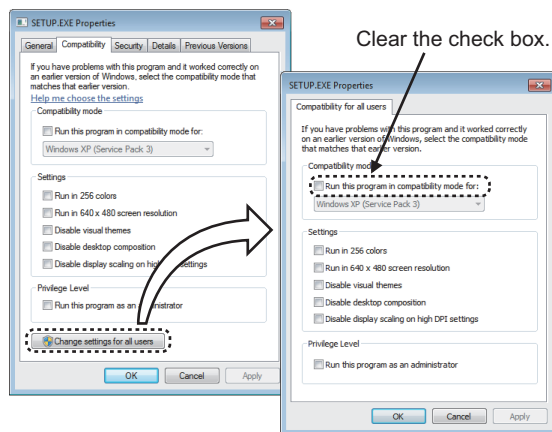 SETUP.EXE Properties
General Compatibility Security Details Previous Versions
If you have problems with this program and it worked correctly on
an earlier version of Windows, select the compatibility mode that
matches that earlier version.
Help me choose the settings
Compatibility mode
Run this program in compatibility mode for:
Windows XP (Service Pack 3)
Settings
Run in 256 colors
Run in 640 x 480 screen resolution
Disable visual themes
Disable desktop composition
Disable display scaling on high settings
Privilege Level
Run this program as an administrator
Change settings for all users
OK Cancel Apply
Clear the check box.
SETUP.EXE Properties
Compatibility for all users
If you have problems with this program and it worked correctly
on an earlier version of Windows, select the compatibility mode
that matches that earlier version.
Compatibility mode
Run this program in compatibility mode for:
Windows XP (Service Pack 3)
Settings
Run in 256 colors
Run in 640 x 480 screen resolution
Disable visual themes
Disable desktop composition
Disable display scaling on high DPI settings
Privilege Level
Run this program as an administrator
OK Cancel Apply